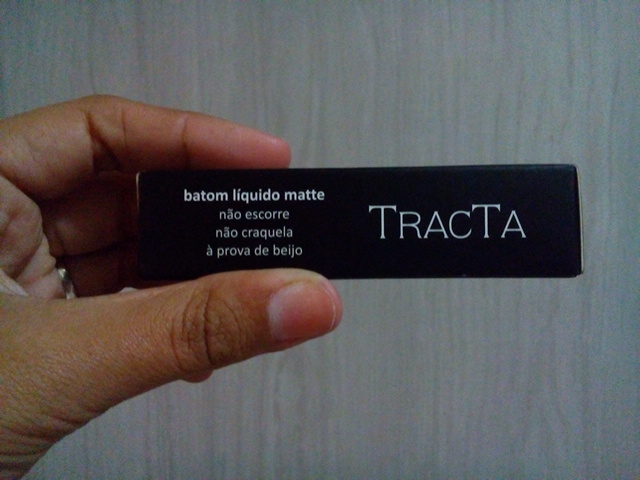 batom líquido matte
não escorre
não craquela
à prova de beijo
TRACTA